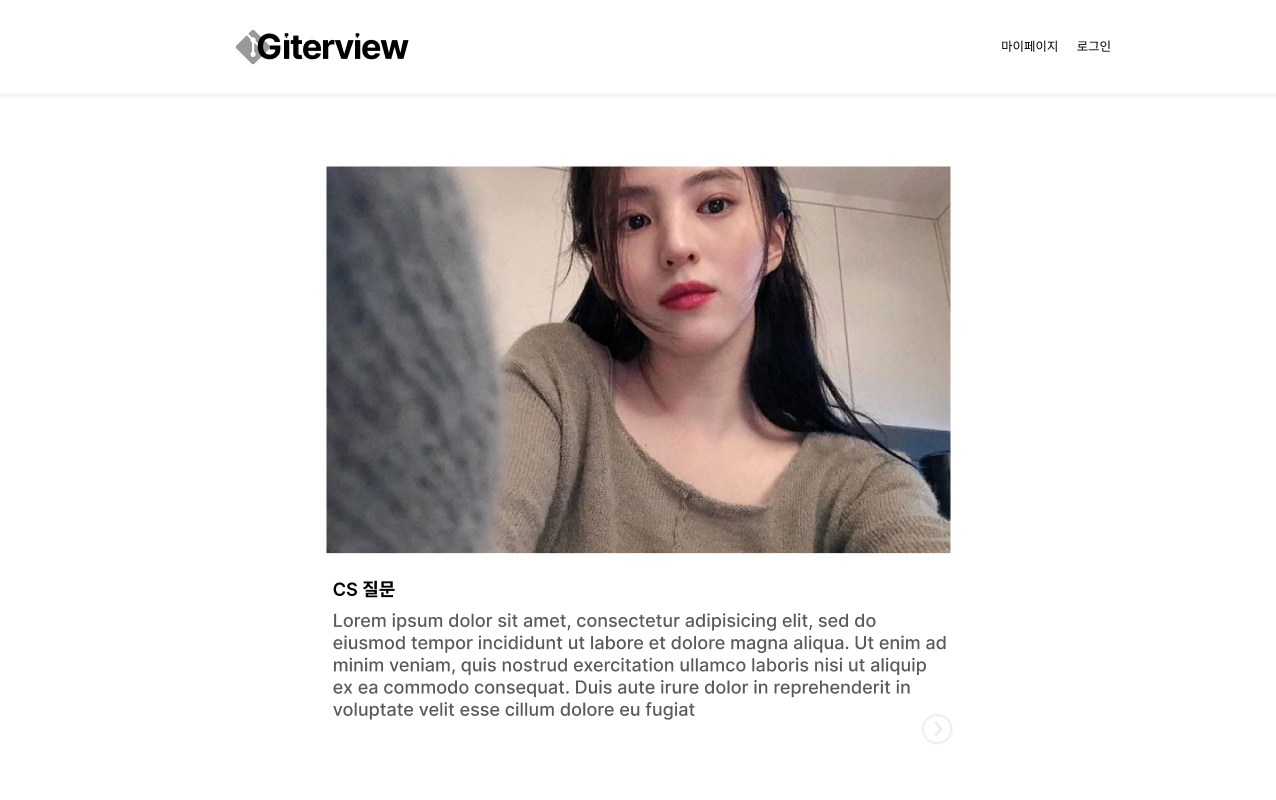 Giterview
마이페이지 로그인
CS 질문
Lorem ipsum dolor sit amet, consectetur adipisicing elit, sed do
eiusmod tempor incididunt ut labore et dolore magna aliqua. Ut enim ad
minim veniam, quis nostrud exercitation ullamco laboris nisi ut aliquip
ex ea commodo consequat. Duis aute irure dolor in reprehenderit in
voluptate velit esse cillum dolore eu fugiat